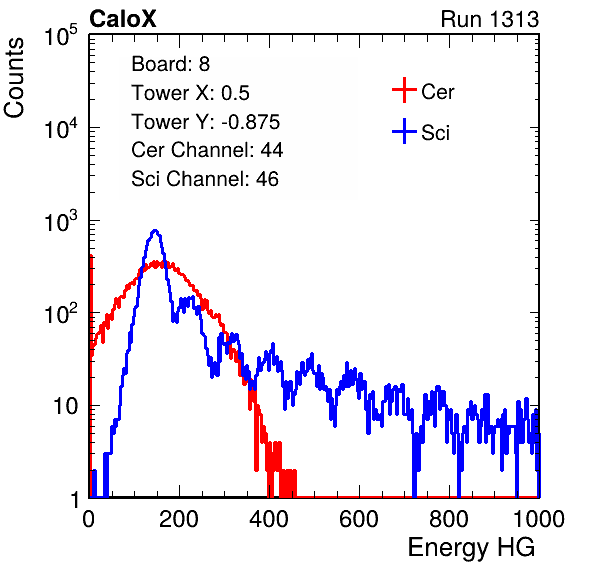 CaloX Run 1313
Counts
10^5
10^4
10^3
10^2
10
1
Board: 8
Tower X: 0.5
Tower Y: -0.875
Cer Channel: 44
Sci Channel: 46
Cer
Sci
0 200 400 600 800 1000
Energy HG